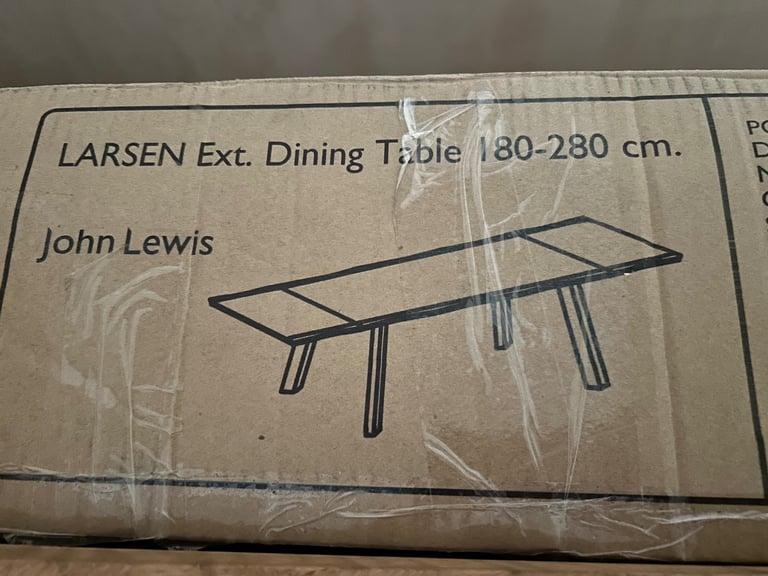 LARSEN Ext. Dining Table 180-280 cm.
John Lewis